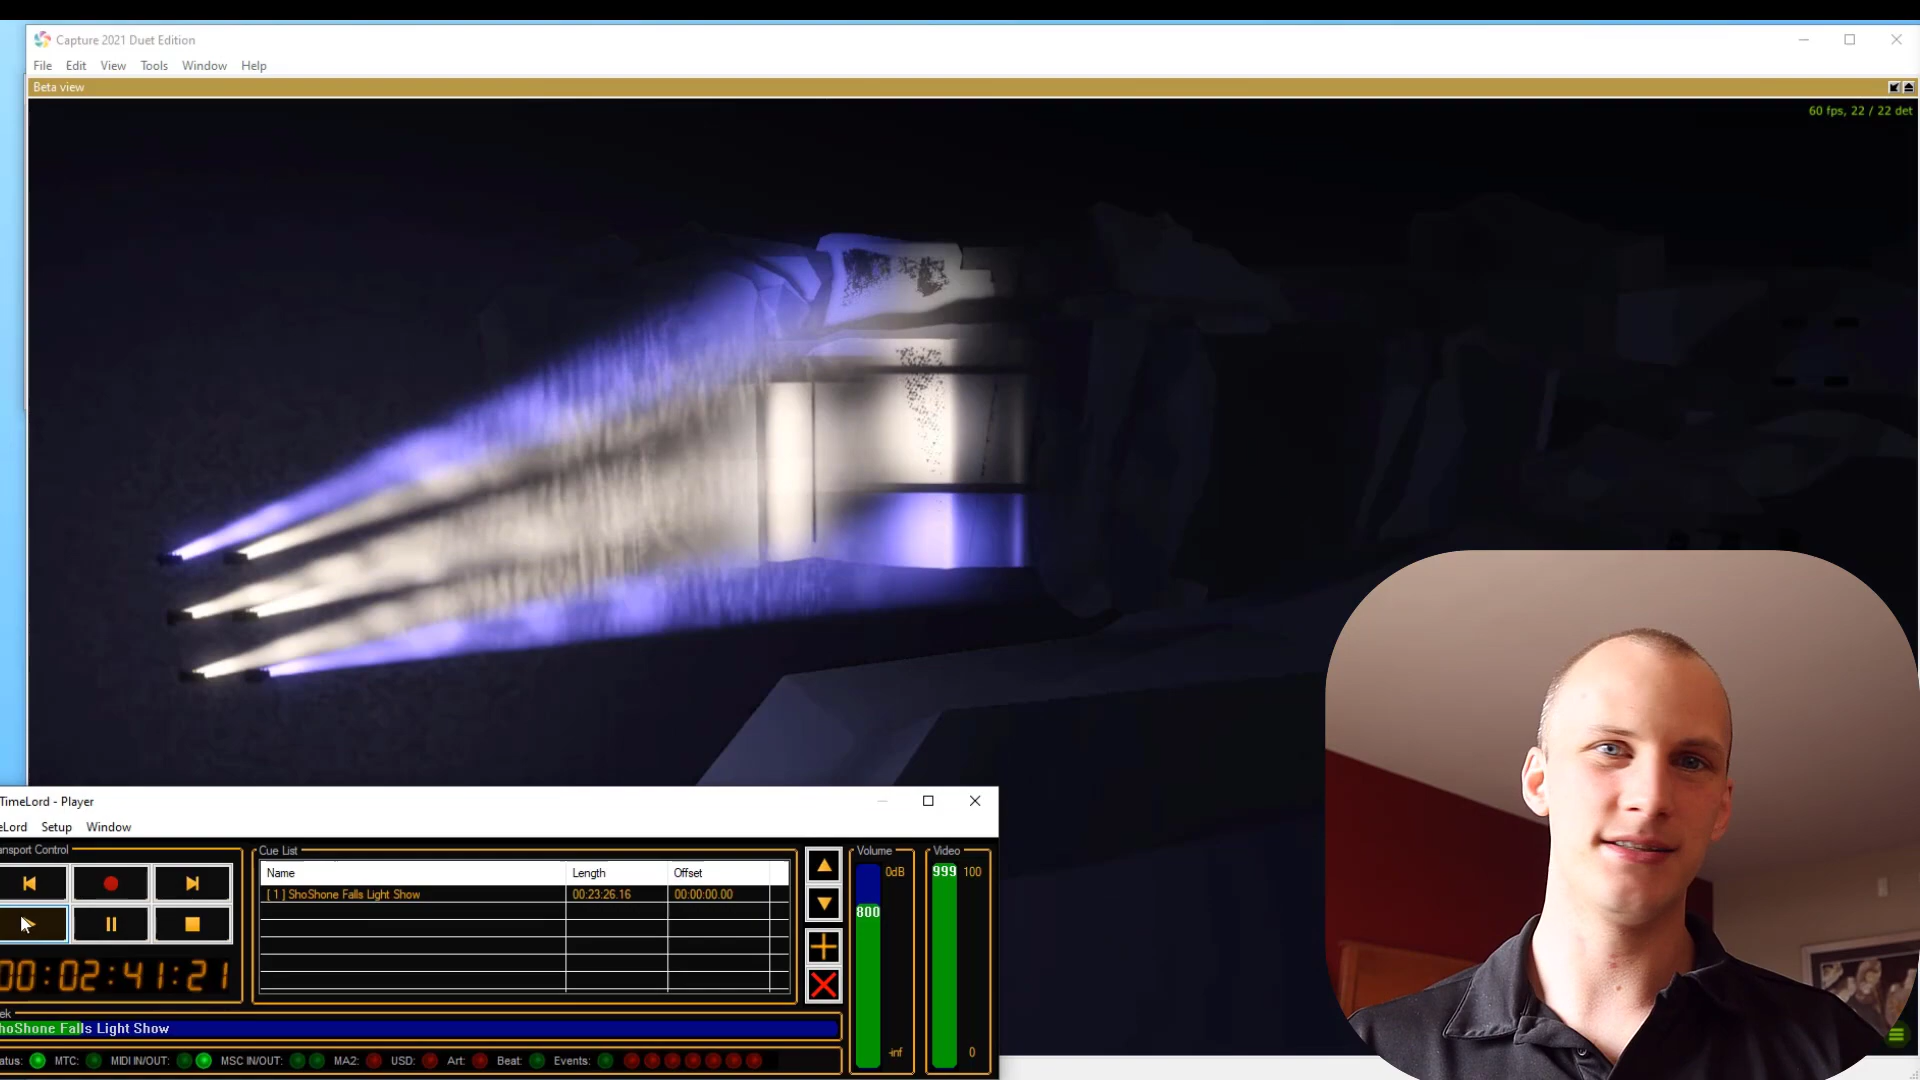 Capture 2021 Duet Edition
File Edit View Tools Window Help
Beta view
60 fps, 22 / 22 det
TimeLord - Player
eLord Setup Window
ansport Control
Cue List
Volume
Video
Name Length Offset
[ 1 ] ShoShone Falls Light Show 00:23:26.16 00:00:00.00
0dB
999 100
800
00:02:41:21
-inf
0
ek
hoShone Falls Light Show
atus: MTC: MIDI IN/OUT: MSC IN/OUT: MA2: USD: Art: Beat: Events: